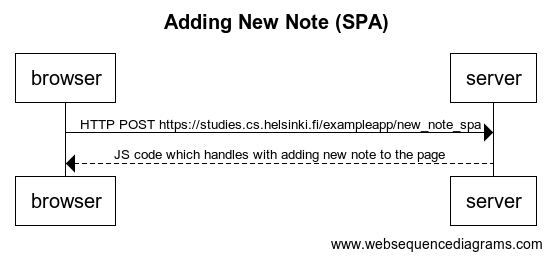 Adding New Note (SPA)
browser
server
HTTP POST https://studies.cs.helsinki.fi/exampleapp/new_note_spa
JS code which handles with adding new note to the page
browser
server
www.websequencediagrams.com